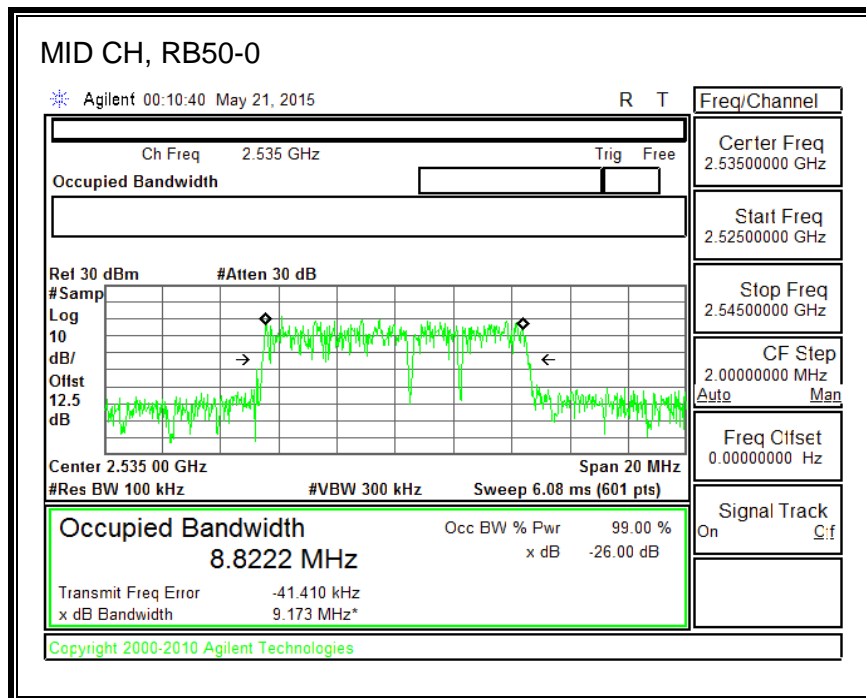 MID CH, RB50-0
Agilent 00:10:40 May 21, 2015 R T
Freq/Channel
Ch Freq 2.535 GHz Trig Free
Occupied Bandwidth
Center Freq
2.53500000 GHz
Start Freq
2.52500000 GHz
Stop Freq
2.54500000 GHz
CF Step
2.00000000 MHz
Auto Man
Freq Offset
0.00000000 Hz
Signal Track
On Off
Ref 30 dBm #Atten 30 dB
#Samp
Log
10
dB/
Offst
12.5
dB
Center 2.535 00 GHz Span 20 MHz
#Res BW 100 kHz #VBW 300 kHz Sweep 6.08 ms (601 pts)
Occupied Bandwidth
8.8222 MHz
Occ BW % Pwr 99.00 %
x dB -26.00 dB
Transmit Freq Error -41.410 kHz
x dB Bandwidth 9.173 MHz*
Copyright 2000-2010 Agilent Technologies